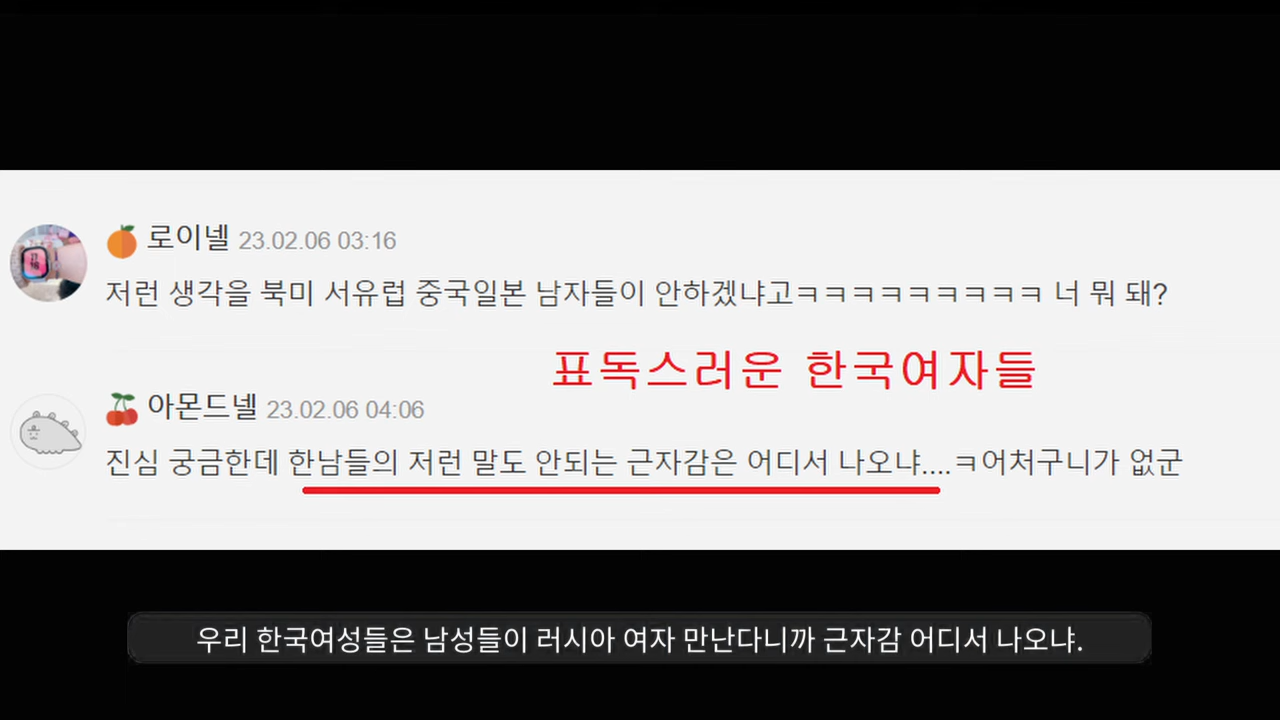 로이넬 23.02.06 03:16
저런 생각을 북미 서유럽 중국일본 남자들이 안하겠냐고ㅋㅋㅋㅋㅋㅋㅋㅋㅋ 너 뭐 돼?
표독스러운 한국여자들
아몬드넬 23.02.06 04:06
진심 궁금한데 한남들의 저런 말도 안되는 근자감은 어디서 나오냐....ㅋ어처구니가 없군
우리 한국여성들은 남성들이 러시아 여자 만난다니까 근자감 어디서 나오냐.